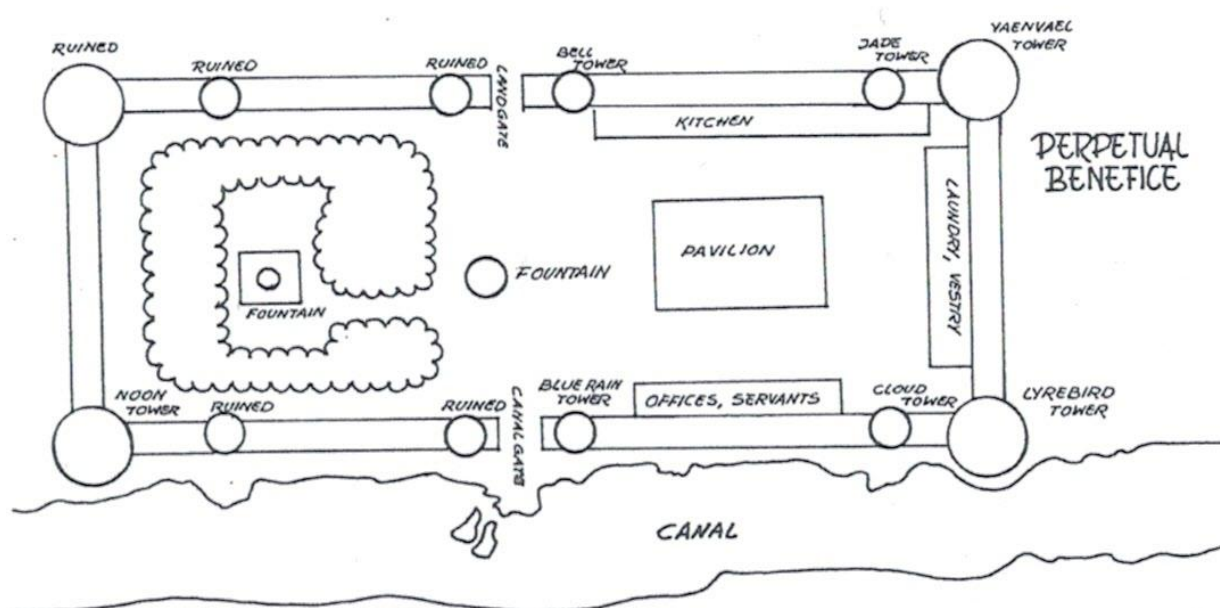 RUINED
RUINED
RUINED
LANDGATE
BELL
TOWER
JADE
TOWER
YAENVAEL
TOWER
KITCHEN
PERPETUAL
BENEFICE
LAUNDRY, VESTIRY
PAVILION
FOUNTAIN
FOUNTAIN
NOON
TOWER
RUINED
RUINED
CANAL GATE
BLUE RAIN
TOWER
OFFICES, SERVANTS
CLOUD
TOWER
LYREBIRD
TOWER
CANAL